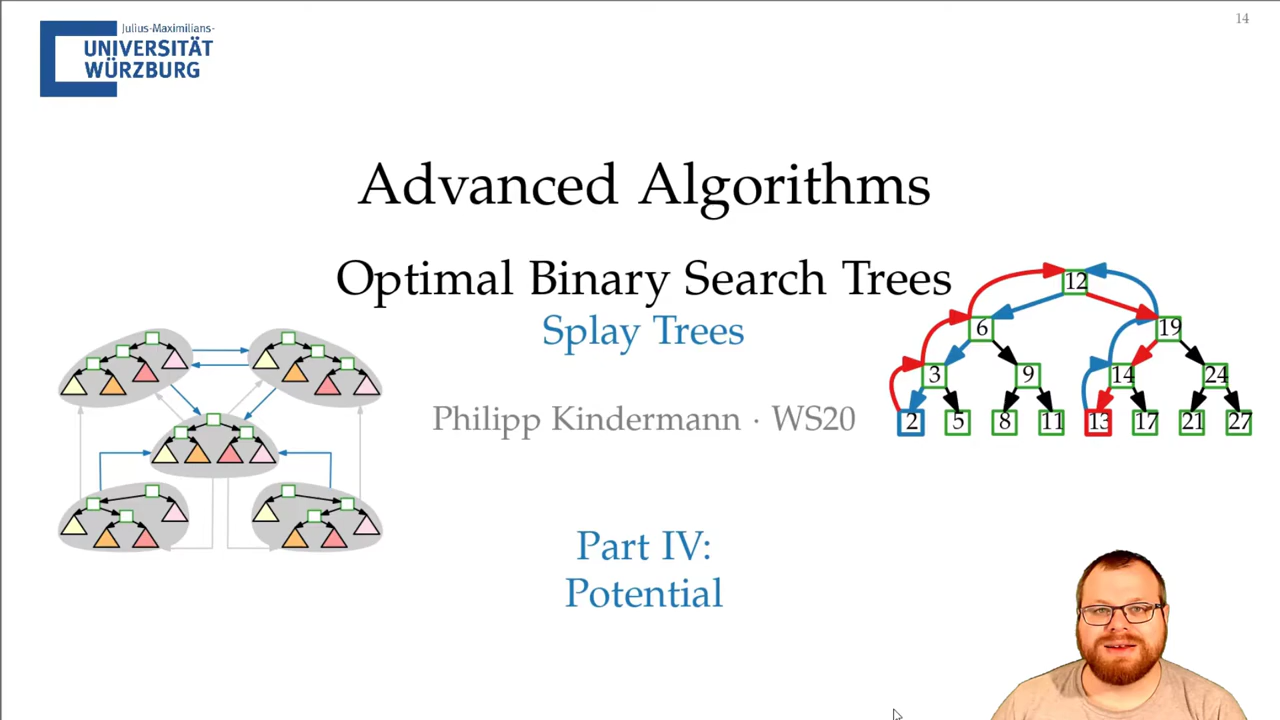 14
Julius-Maximilians-
UNIVERSITÄT
WÜRZBURG
Advanced Algorithms
Optimal Binary Search Trees
Splay Trees
Philipp Kindermann · WS20
Part IV:
Potential
12
6 19
3 9 14 24
2 5 8 11 13 17 21 27